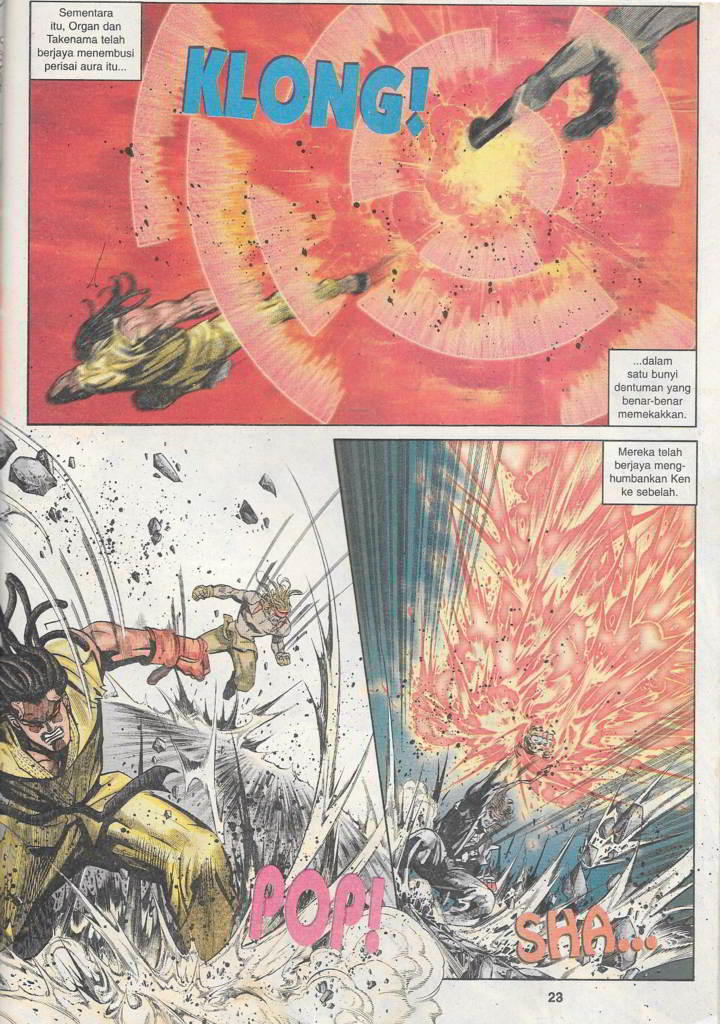 Sementara
itu, Organ dan
Takenama telah
berjaya menembusi
perisai aura itu...
KLONG!
...dalam
satu bunyi
dentuman yang
benar-benar
memekakkan.
Mereka telah
berjaya meng-
humbankan Ken
ke sebelah.
POP!
SHA...
23